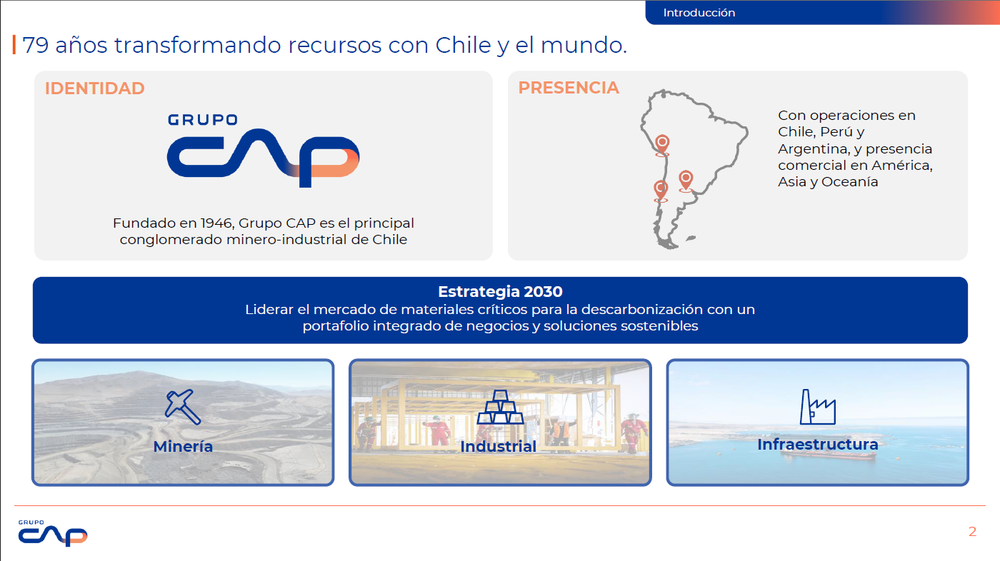 Introducción
79 años transformando recursos con Chile y el mundo.
IDENTIDAD
GRUPO
CAP
Fundado en 1946, Grupo CAP es el principal
conglomerado minero-industrial de Chile
PRESENCIA
Con operaciones en
Chile, Perú y
Argentina, y presencia
comercial en América,
Asia y Oceanía
Estrategia 2030
Liderar el mercado de materiales críticos para la descarbonización con un
portafolio integrado de negocios y soluciones sostenibles
Minería
Industrial
Infraestructura
GRUPO
CAP
2